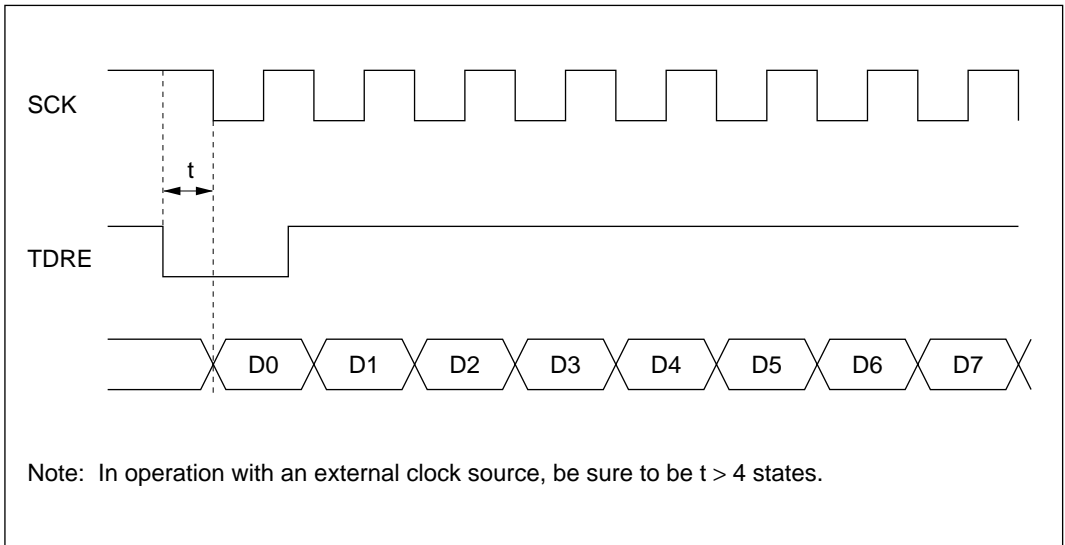 SCK
t
TDRE
D0 D1 D2 D3 D4 D5 D6 D7
Note: In operation with an external clock source, be sure to be t > 4 states.